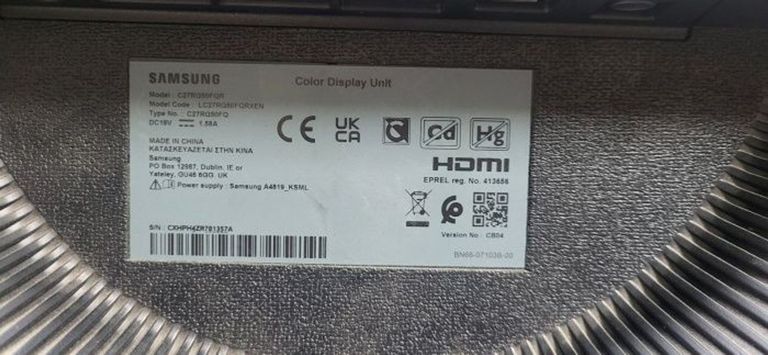 SAMSUNG
Color Display Unit
Model : C27RG50FQR
Model Code : LC27RG50FQRXEN
Type No. : C27RG50FQ
DC19V 1.58A
MADE IN CHINA
ΚΑΤΑΣΚΕΥΑΖΕΤΑΙ ΣΤΗΝ ΚΙΝΑ
Samsung
PO Box 12987, Dublin. IE or
Yateley, GU46 6GG. UK
Power supply : Samsung A4819_KSML
S/N : CXHPH4ZR701357A
CE
UK
CA
Cd
Hg
HDMI
EPREL reg. No. 413656
Version No. : CB04
BN68-07103B-00